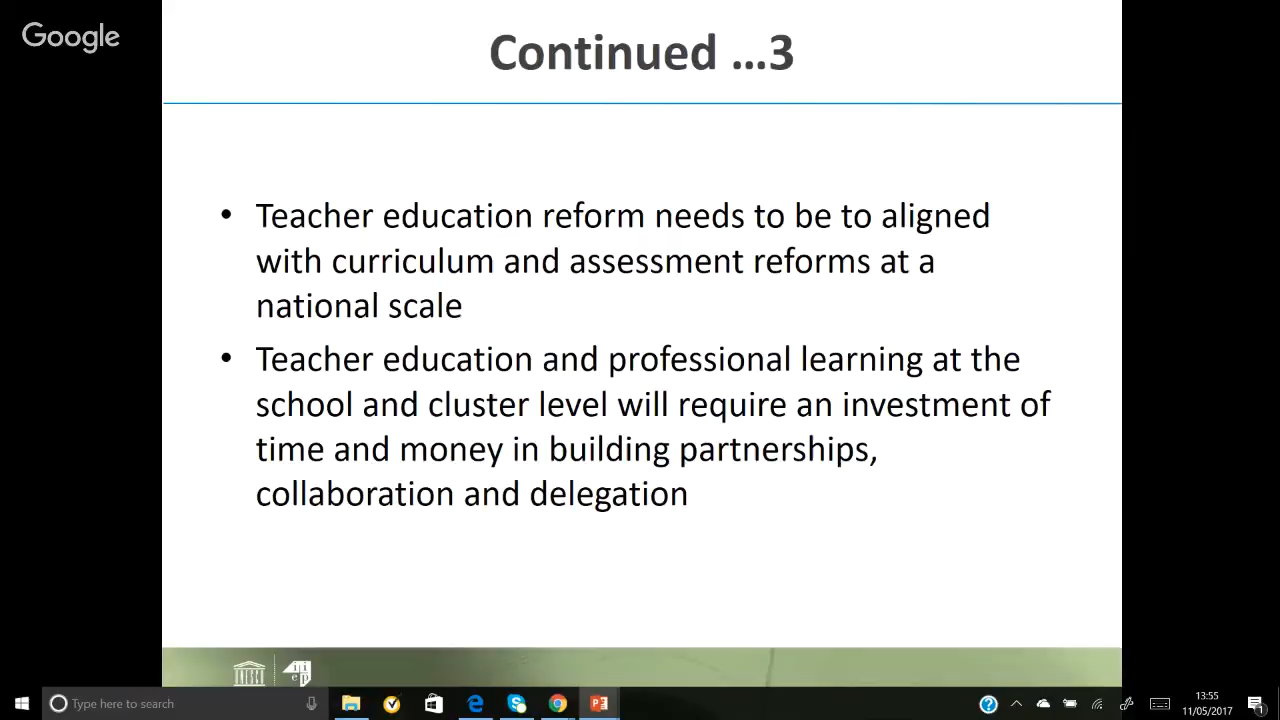 Google
Continued ...3
• Teacher education reform needs to be to aligned
with curriculum and assessment reforms at a
national scale
• Teacher education and professional learning at the
school and cluster level will require an investment of
time and money in building partnerships,
collaboration and delegation
iiep
Type here to search
13:55
11/05/2017
1